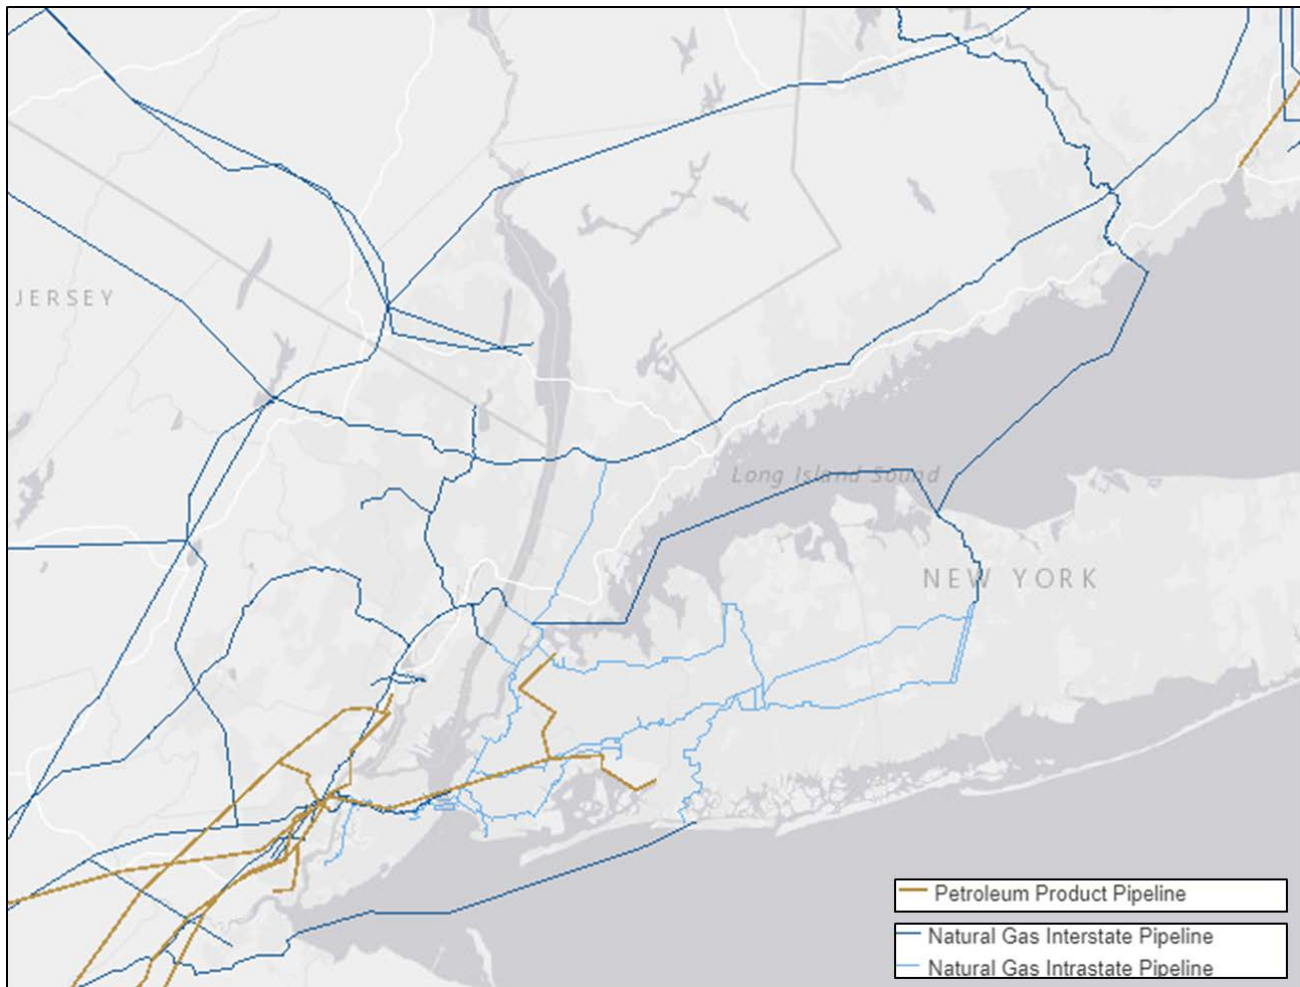 JERSEY
Long Island Sound
NEW YORK
Petroleum Product Pipeline
Natural Gas Interstate Pipeline
Natural Gas Intrastate Pipeline